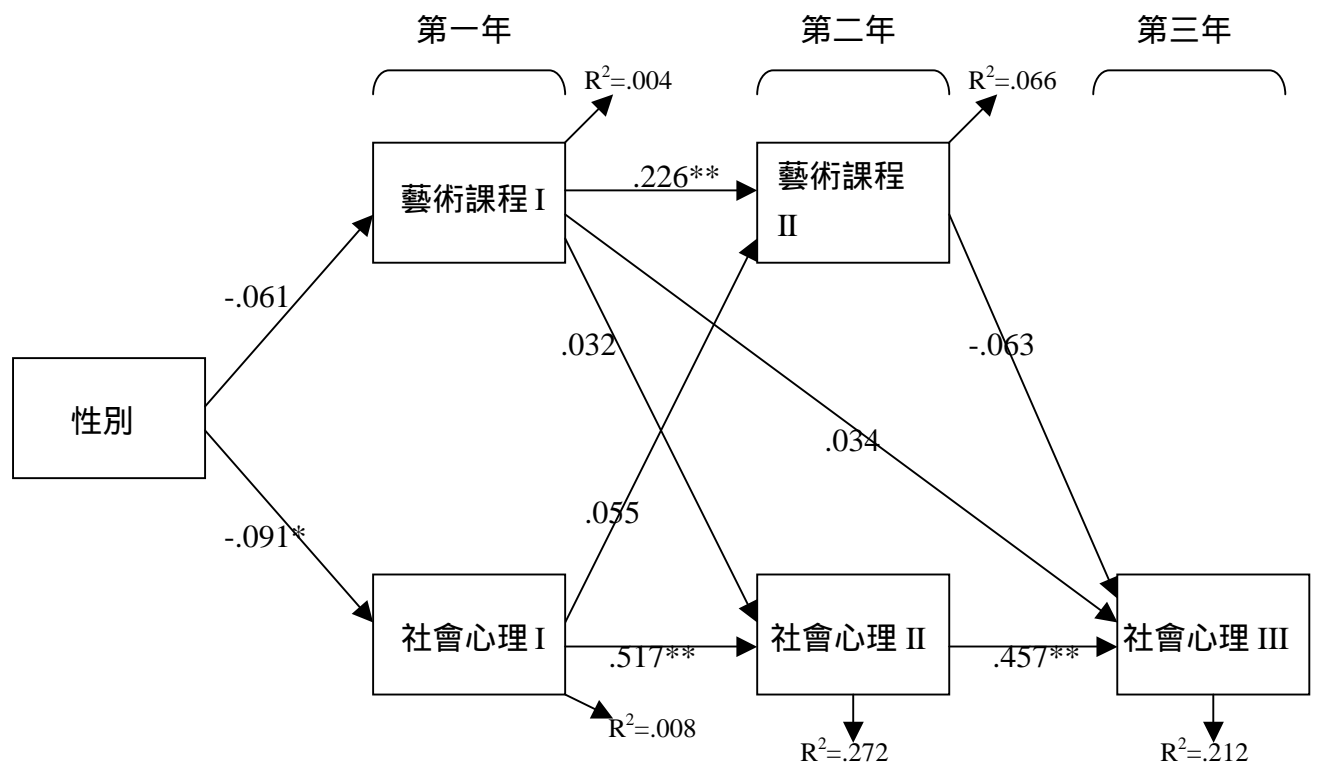 第一年
第二年
第三年
R²=.004
R²=.066
藝術課程 I
.226**
藝術課程
II
-.061
.032
-.063
性別
.034
.055
-.091*
社會心理 I
.517**
社會心理 II
.457**
社會心理 III
R²=.008
R²=.272
R²=.212